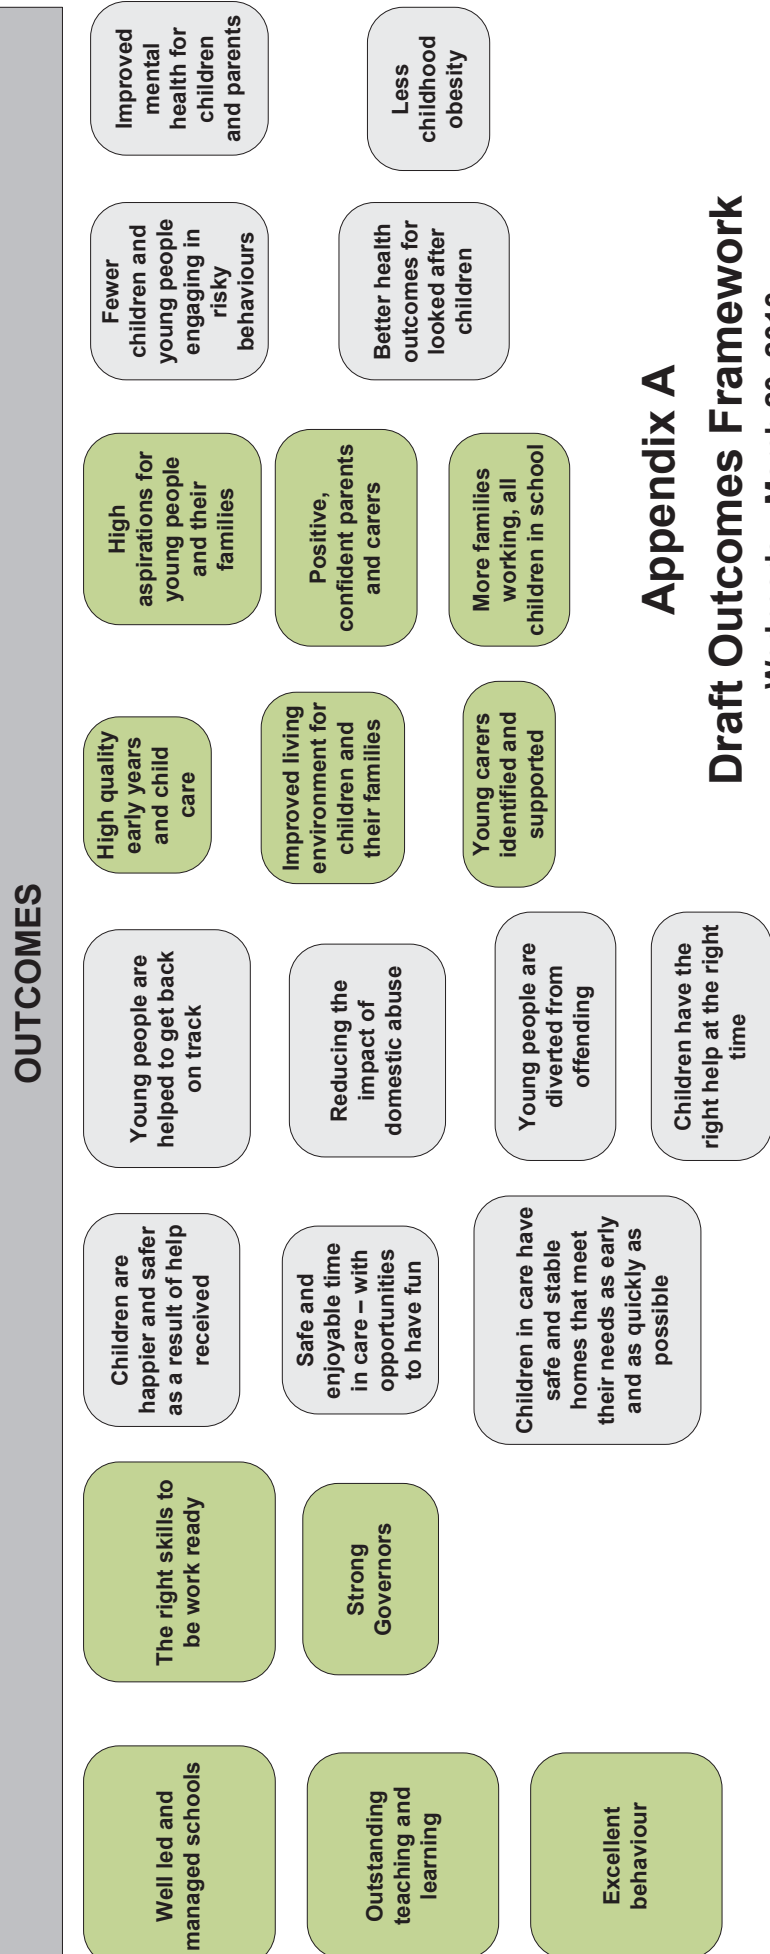 OUTCOMES
Well led and
managed schools
Outstanding
teaching and
learning
Excellent
behaviour
The right skills to
be work ready
Strong
Governors
Children are
happier and safer
as a result of help
received
Safe and
enjoyable time
in care – with
opportunities
to have fun
Children in care have
safe and stable
homes that meet
their needs as early
and as quickly as
possible
Young people are
helped to get back
on track
Reducing the
impact of
domestic abuse
Young people are
diverted from
offending
Children have the
right help at the right
time
High quality
early years
and child
care
Improved living
environment for
children and
their families
Young carers
identified and
supported
High
aspirations for
young people
and their
families
Positive,
confident parents
and carers
More families
working, all
children in school
Fewer
children and
young people
engaging in
risky
behaviours
Better health
outcomes for
looked after
children
Improved
mental
health for
children
and parents
Less
childhood
obesity
Appendix A
Draft Outcomes Framework